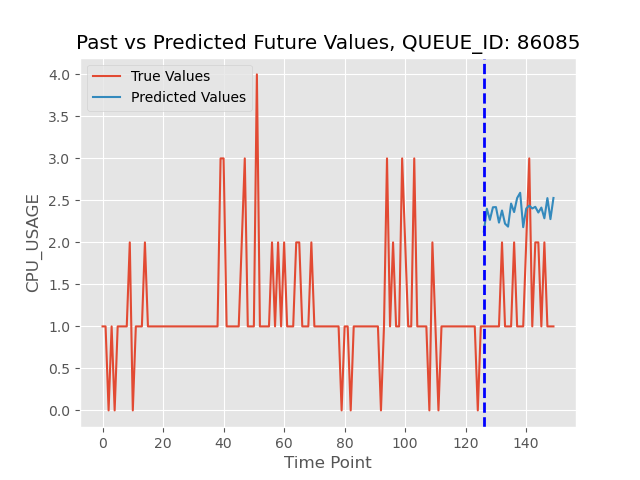 Past vs Predicted Future Values, QUEUE_ID: 86085
True Values
Predicted Values
4.0
3.5
3.0
2.5
2.0
1.5
1.0
0.5
0.0
CPU_USAGE
0 20 40 60 80 100 120 140
Time Point